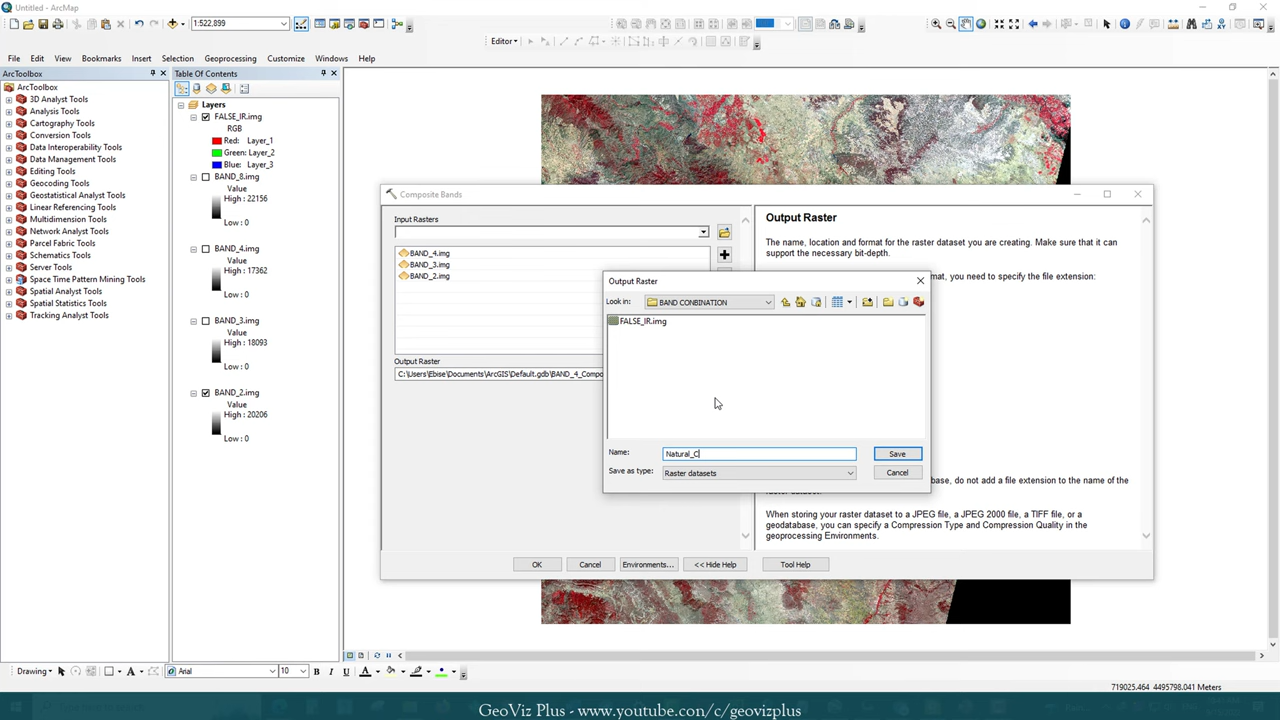 Untitled - ArcMap
1:522,899
Editor
File Edit View Bookmarks Insert Selection Geoprocessing Customize Windows Help
ArcToolbox
ArcToolbox
3D Analyst Tools
Analysis Tools
Cartography Tools
Conversion Tools
Data Interoperability Tools
Data Management Tools
Editing Tools
Geocoding Tools
Geostatistical Analyst Tools
Linear Referencing Tools
Multidimension Tools
Network Analyst Tools
Parcel Fabric Tools
Schematics Tools
Server Tools
Space Time Pattern Mining Tools
Spatial Analyst Tools
Spatial Statistics Tools
Tracking Analyst Tools
Table Of Contents
Layers
FALSE_IR.img
RGB
Red: Layer_1
Green: Layer_2
Blue: Layer_3
BAND_8.img
Value
High : 22156
Low : 0
BAND_4.img
Value
High : 17362
Low : 0
BAND_3.img
Value
High : 18093
Low : 0
BAND_2.img
Value
High : 20206
Low : 0
Composite Bands
Input Rasters
BAND_4.img
BAND_3.img
BAND_2.img
Output Raster
C:\Users\Ebise\Documents\ArcGIS\Default.gdb\BAND_4_Compo
OK Cancel Environments... << Hide Help Tool Help
Output Raster
The name, location and format for the raster dataset you are creating. Make sure that it can
support the necessary bit-depth.
mat, you need to specify the file extension:
base, do not add a file extension to the name of the
When storing your raster dataset to a JPEG file, a JPEG 2000 file, a TIFF file, or a
geodatabase, you can specify a Compression Type and Compression Quality in the
geoprocessing Environments.
Output Raster
Look in: BAND CONBINATION
FALSE_IR.img
Name: Natural_C Save
Save as type: Raster datasets Cancel
Drawing Arial 10 B I U A
719025.464 4495798.041 Meters
GeoViz Plus - www.youtube.com/c/geovizplus